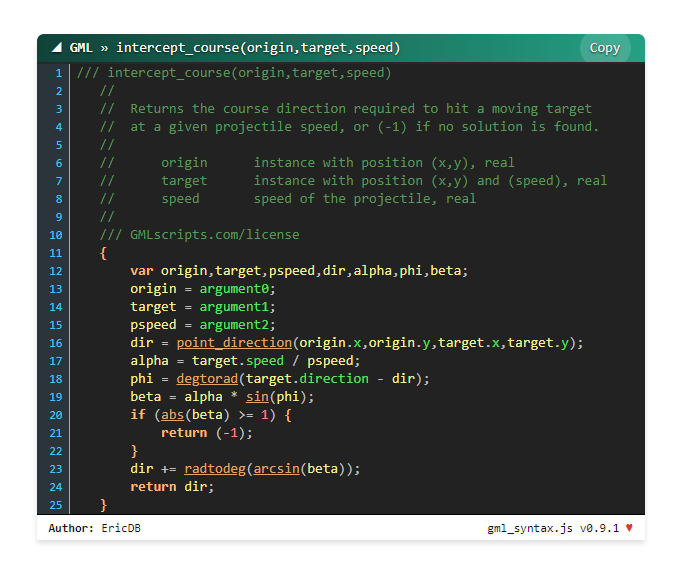 GML » intercept_course(origin,target,speed) Copy
1 /// intercept_course(origin,target,speed)
2 //
3 //  Returns the course direction required to hit a moving target
4 //  at a given projectile speed, or (-1) if no solution is found.
5 //
6 //      origin      instance with position (x,y), real
7 //      target      instance with position (x,y) and (speed), real
8 //      speed       speed of the projectile, real
9 //
10 /// GMLscripts.com/license
11 {
12     var origin,target,pspeed,dir,alpha,phi,beta;
13     origin = argument0;
14     target = argument1;
15     pspeed = argument2;
16     dir = point_direction(origin.x,origin.y,target.x,target.y);
17     alpha = target.speed / pspeed;
18     phi = degtorad(target.direction - dir);
19     beta = alpha * sin(phi);
20     if (abs(beta) >= 1) {
21         return (-1);
22     }
23     dir += radtodeg(arcsin(beta));
24     return dir;
25 }
Author: EricDB gml_syntax.js v0.9.1 ♥